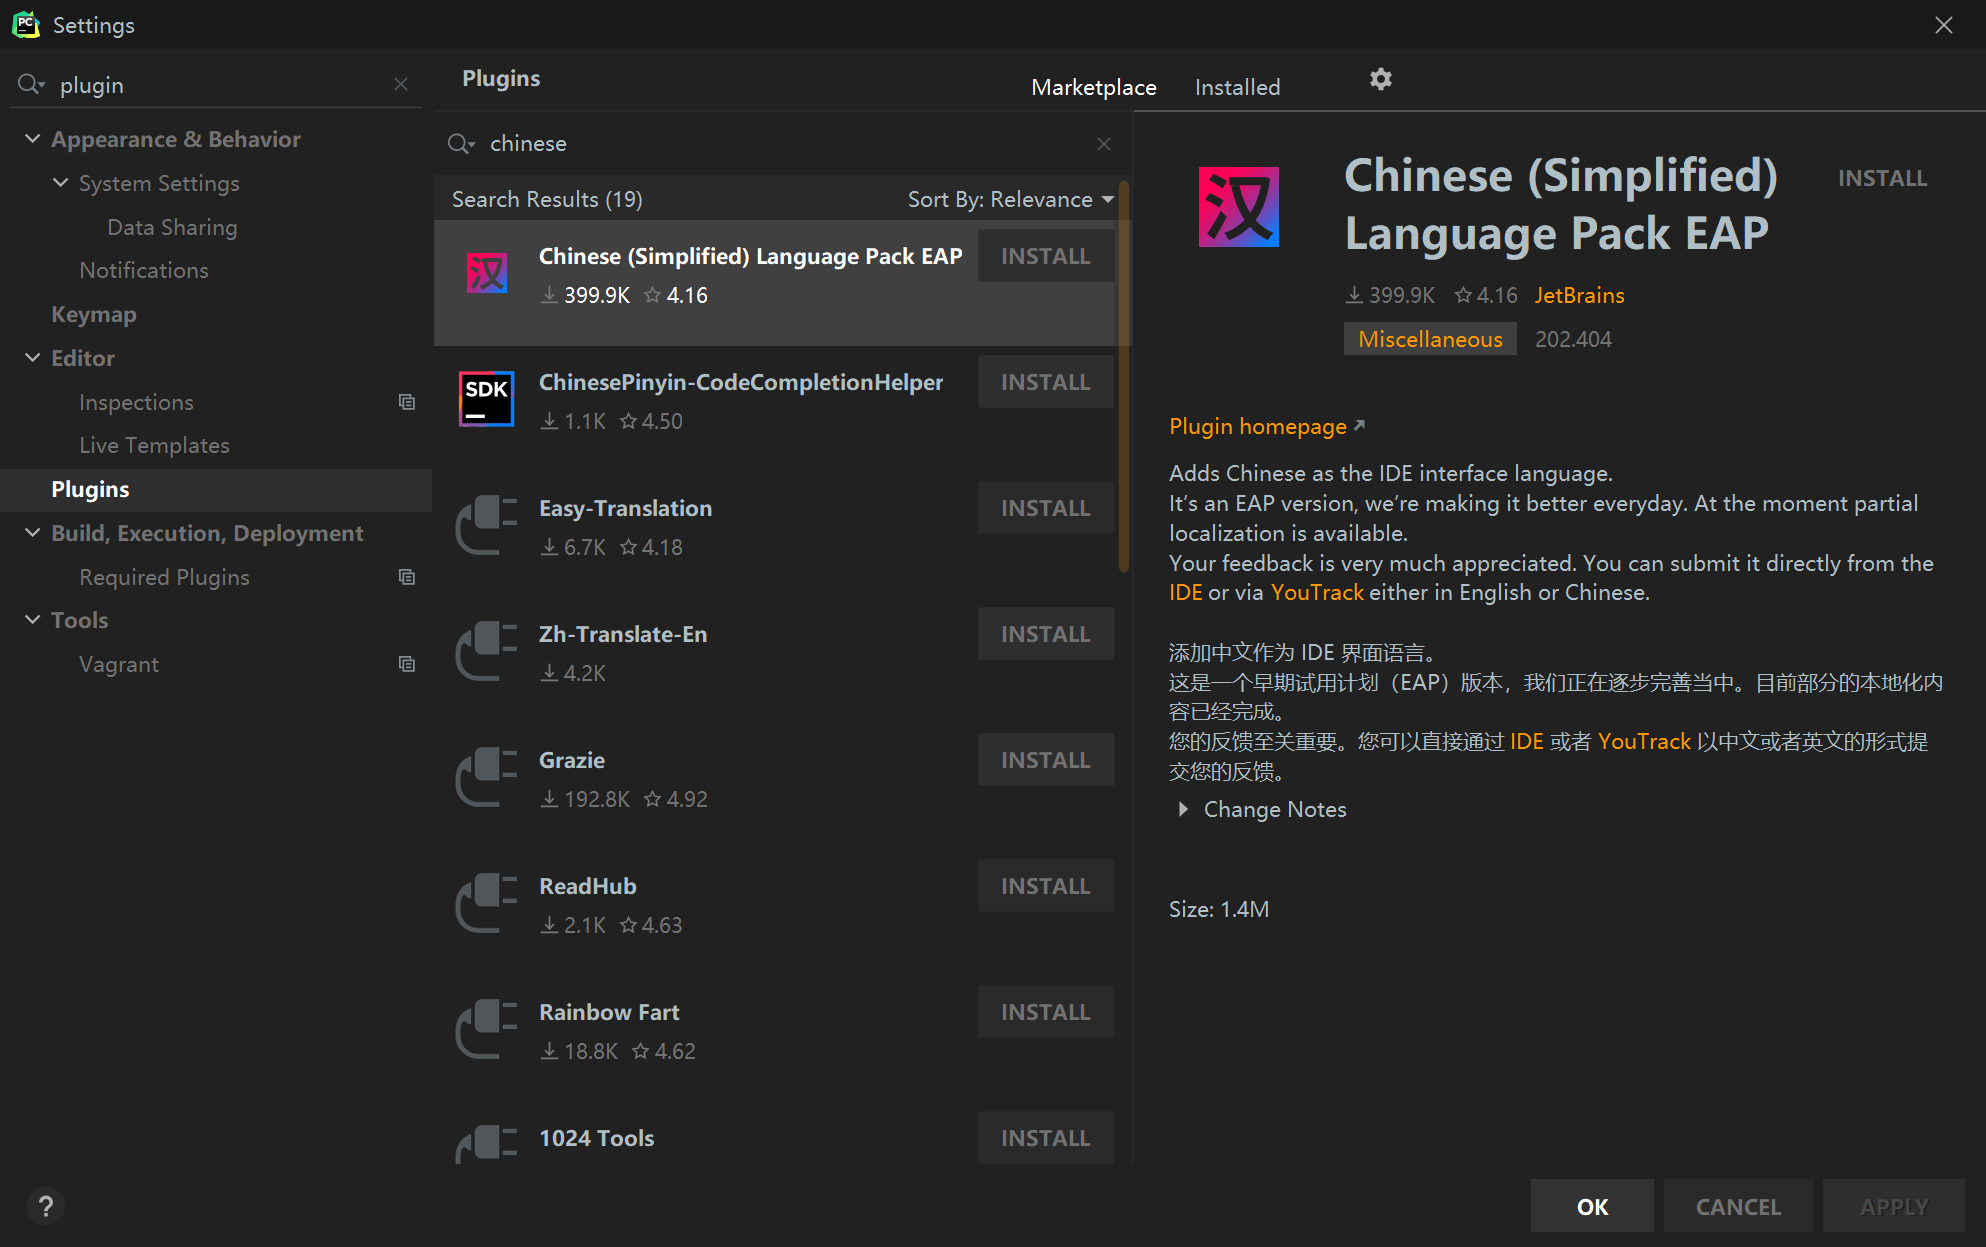 PC
Settings
plugin
Appearance & Behavior
System Settings
Data Sharing
Notifications
Keymap
Editor
Inspections
Live Templates
Plugins
Build, Execution, Deployment
Required Plugins
Tools
Vagrant
Plugins
Marketplace
Installed
chinese
Search Results (19)
Sort By: Relevance
汉
Chinese (Simplified) Language Pack EAP
INSTALL
399.9K 4.16
SDK
ChinesePinyin-CodeCompletionHelper
INSTALL
1.1K 4.50
Easy-Translation
INSTALL
6.7K 4.18
Zh-Translate-En
INSTALL
4.2K
Grazie
INSTALL
192.8K 4.92
ReadHub
INSTALL
2.1K 4.63
Rainbow Fart
INSTALL
18.8K 4.62
1024 Tools
INSTALL
汉
Chinese (Simplified)
Language Pack EAP
INSTALL
399.9K 4.16 JetBrains
Miscellaneous 202.404
Plugin homepage
Adds Chinese as the IDE interface language.
It’s an EAP version, we’re making it better everyday. At the moment partial
localization is available.
Your feedback is very much appreciated. You can submit it directly from the
IDE or via YouTrack either in English or Chinese.
添加中文作为 IDE 界面语言。
这是一个早期试用计划（EAP）版本，我们正在逐步完善当中。目前部分的本地化内
容已经完成。
您的反馈至关重要。您可以直接通过 IDE 或者 YouTrack 以中文或者英文的形式提
交您的反馈。
Change Notes
Size: 1.4M
?
OK
CANCEL
APPLY